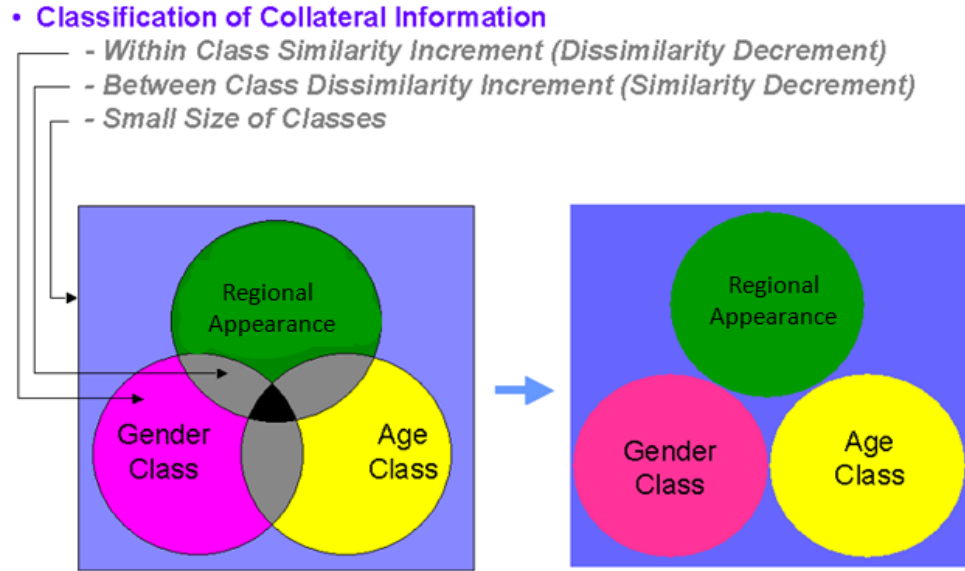 • Classification of Collateral Information
- Within Class Similarity Increment (Dissimilarity Decrement)
- Between Class Dissimilarity Increment (Similarity Decrement)
- Small Size of Classes
Regional
Appearance
Gender
Class
Age
Class
Regional
Appearance
Gender
Class
Age
Class